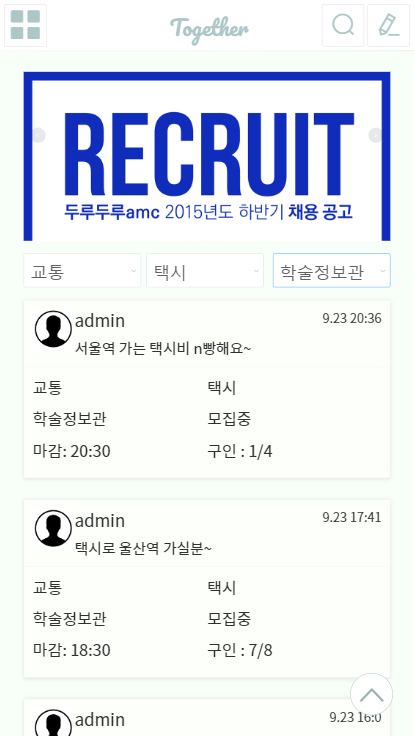 Together
RECRUIT
두루두루amc 2015년도 하반기 채용 공고
교통 택시 학술정보관
admin 9.23 20:36
서울역 가는 택시비 n빵해요~
교통 택시
학술정보관 모집중
마감: 20:30 구인 : 1/4
admin 9.23 17:41
택시로 울산역 가실분~
교통 택시
학술정보관 모집중
마감: 18:30 구인 : 7/8
admin 9.23 16:0